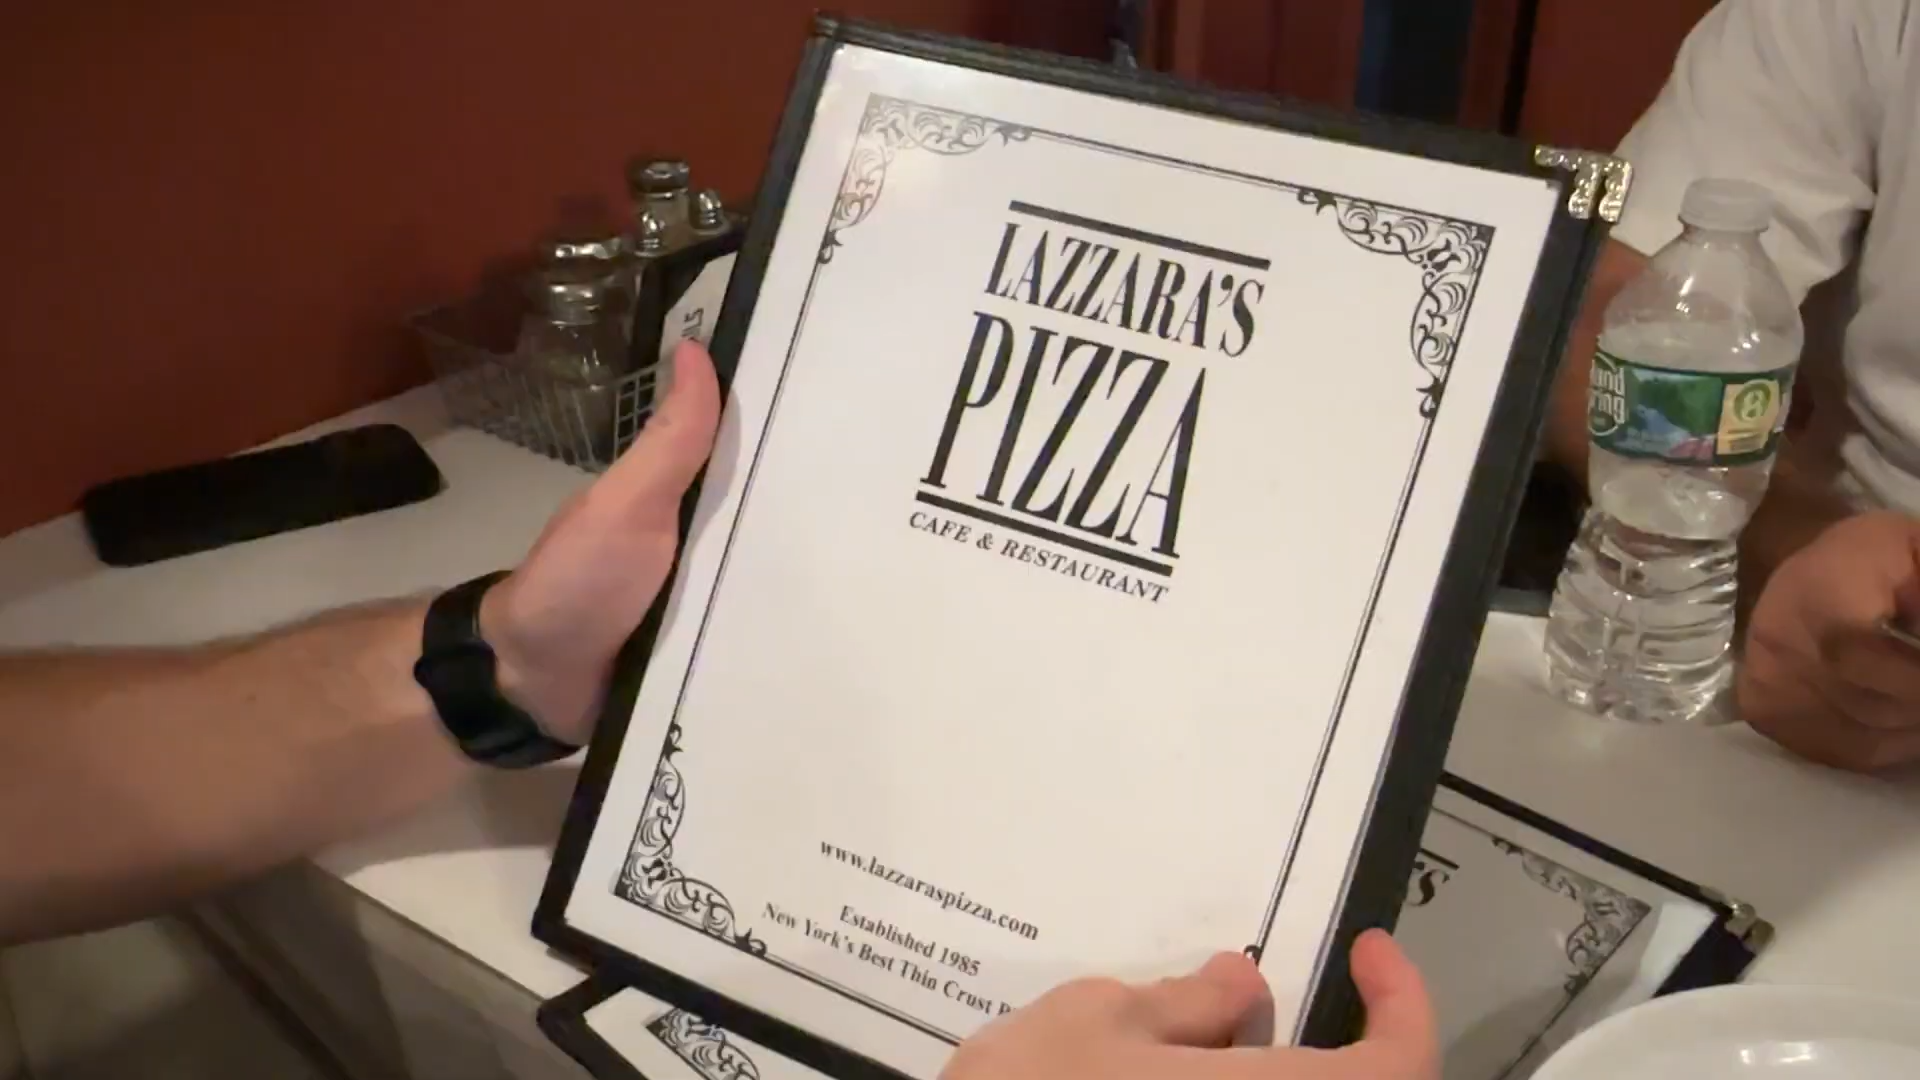 LAZZARA'S
PIZZA
CAFE & RESTAURANT
www.lazzaraspizza.com
Established 1985
New York's Best Thin Crust